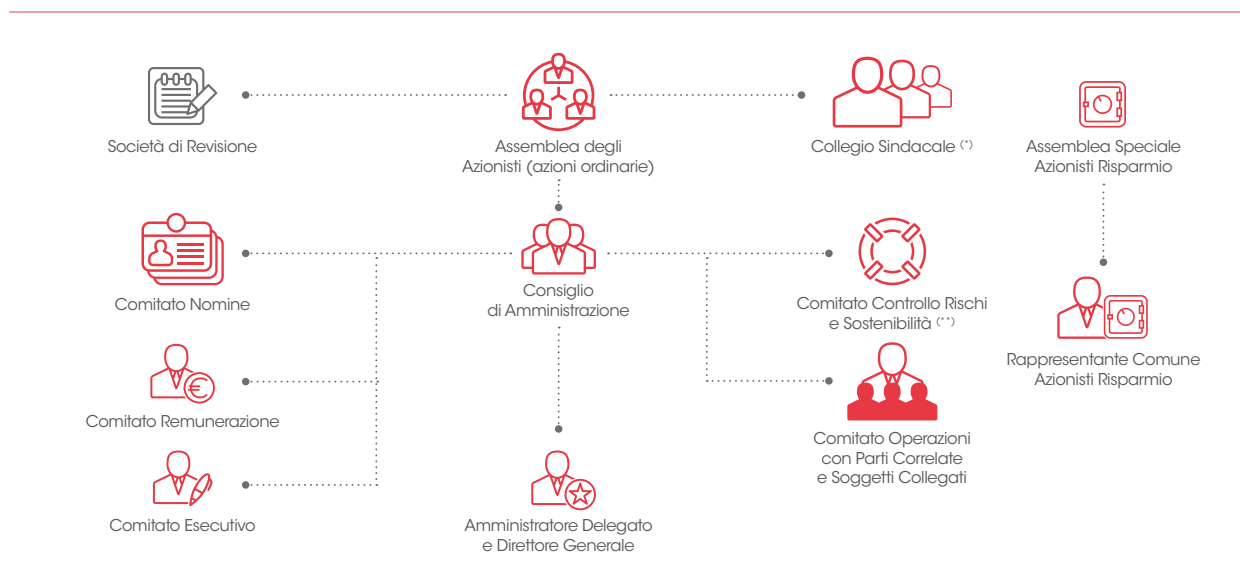 Società di Revisione
Assemblea degli
Azionisti (azioni ordinarie)
Collegio Sindacale (*)
Assemblea Speciale
Azionisti Risparmio
Comitato Nomine
Consiglio
di Amministrazione
Comitato Controllo Rischi
e Sostenibilità (**)
Rappresentante Comune
Azionisti Risparmio
Comitato Remunerazione
€
Comitato Operazioni
con Parti Correlate
e Soggetti Collegati
Comitato Esecutivo
Amministratore Delegato
e Direttore Generale